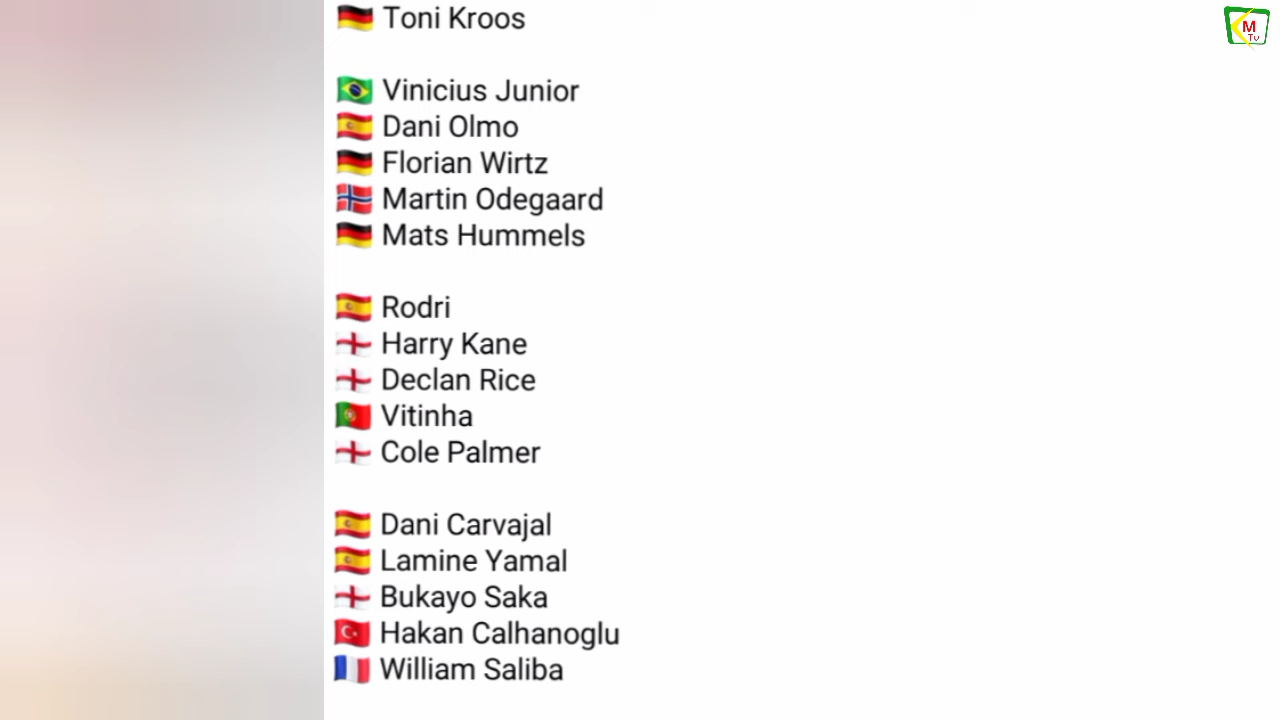 🇩🇪 Toni Kroos
🇧🇷 Vinicius Junior
🇪🇸 Dani Olmo
🇩🇪 Florian Wirtz
🇳🇴 Martin Odegaard
🇩🇪 Mats Hummels
🇪🇸 Rodri
🏴󠁧󠁢󠁥󠁮󠁧󠁿 Harry Kane
🏴󠁧󠁢󠁥󠁮󠁧󠁿 Declan Rice
🇵🇹 Vitinha
🏴󠁧󠁢󠁥󠁮󠁧󠁿 Cole Palmer
🇪🇸 Dani Carvajal
🇪🇸 Lamine Yamal
🏴󠁧󠁢󠁥󠁮󠁧󠁿 Bukayo Saka
🇹🇷 Hakan Calhanoglu
🇫🇷 William Saliba
M
Tv